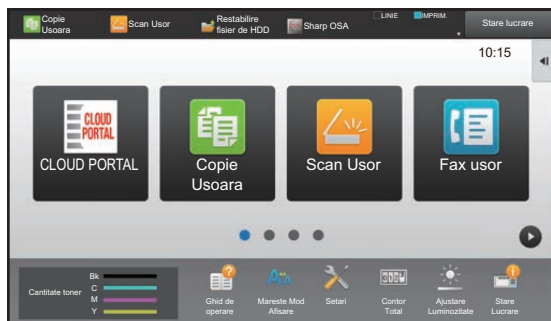 Copie
Usoara
Scan Usor
Restabilire
fisier de HDD
Sharp OSA
LINIE
IMPRIM.
Stare lucrare
10:15
CLOUD
PORTAL
CLOUD PORTAL
Copie
Usoara
Scan Usor
Fax usor
Cantitate toner
Bk
C
M
Y
Ghid de
operare
Mareste Mod
Afisare
Setari
Contor
Total
Ajustare
Luminozitate
Stare
Lucrare